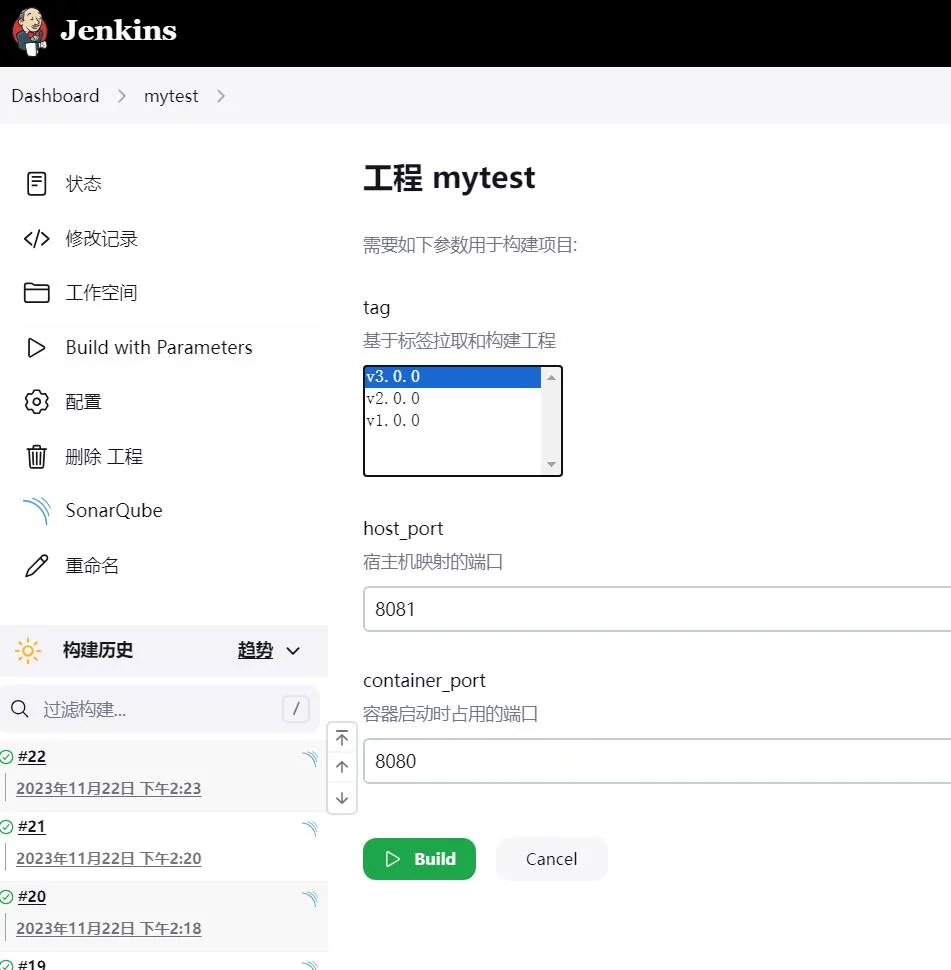 Jenkins
Dashboard
mytest
状态
修改记录
工作空间
Build with Parameters
配置
删除 工程
SonarQube
重命名
构建历史
趋势
过滤构建...
/
#22
2023年11月22日 下午2:23
#21
2023年11月22日 下午2:20
#20
2023年11月22日 下午2:18
#19
工程 mytest
需要如下参数用于构建项目:
tag
基于标签拉取和构建工程
v3.0.0
v2.0.0
v1.0.0
host_port
宿主机映射的端口
8081
container_port
容器启动时占用的端口
8080
Build
Cancel